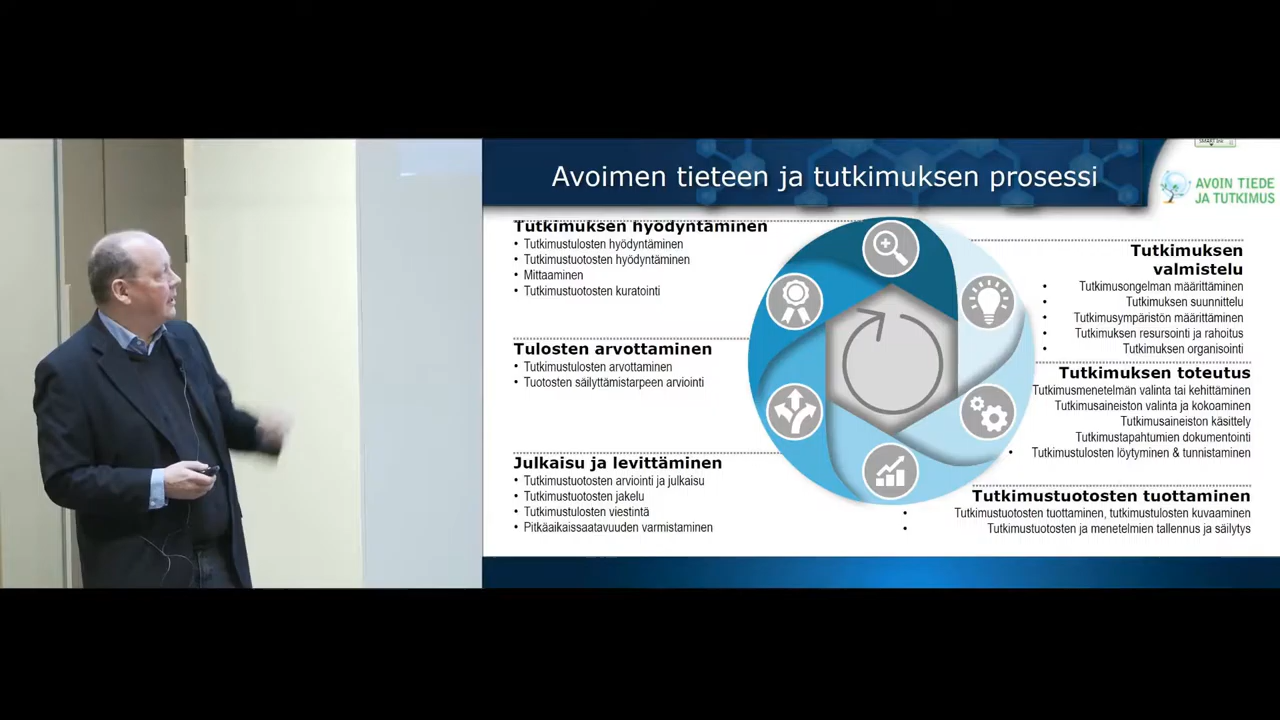 Avoimen tieteen ja tutkimuksen prosessi
AVOIN TIEDE
JA TUTKIMUS
Tutkimuksen hyödyntäminen
• Tutkimustulosten hyödyntäminen
• Tutkimustuotosten hyödyntäminen
• Mittaaminen
• Tutkimustuotosten kuratointi
Tulosten arvottaminen
• Tutkimustulosten arvottaminen
• Tuotosten säilyttämistarpeen arviointi
Julkaisu ja levittäminen
• Tutkimustuotosten arviointi ja julkaisu
• Tutkimustuotosten jakelu
• Tutkimustulosten viestintä
• Pitkäaikaissaatavuuden varmistaminen
Tutkimuksen
valmistelu
• Tutkimusongelman määrittäminen
• Tutkimuksen suunnittelu
• Tutkimusympäristön määrittäminen
• Tutkimuksen resursointi ja rahoitus
• Tutkimuksen organisointi
Tutkimuksen toteutus
Tutkimusmenetelmän valinta tai kehittäminen
Tutkimusaineiston valinta ja kokoaminen
Tutkimusaineiston käsittely
Tutkimustapahtumien dokumentointi
• Tutkimustulosten löytyminen & tunnistaminen
Tutkimustuotosten tuottaminen
• Tutkimustuotosten tuottaminen, tutkimustulosten kuvaaminen
• Tutkimustuotosten ja menetelmien tallennus ja säilytys